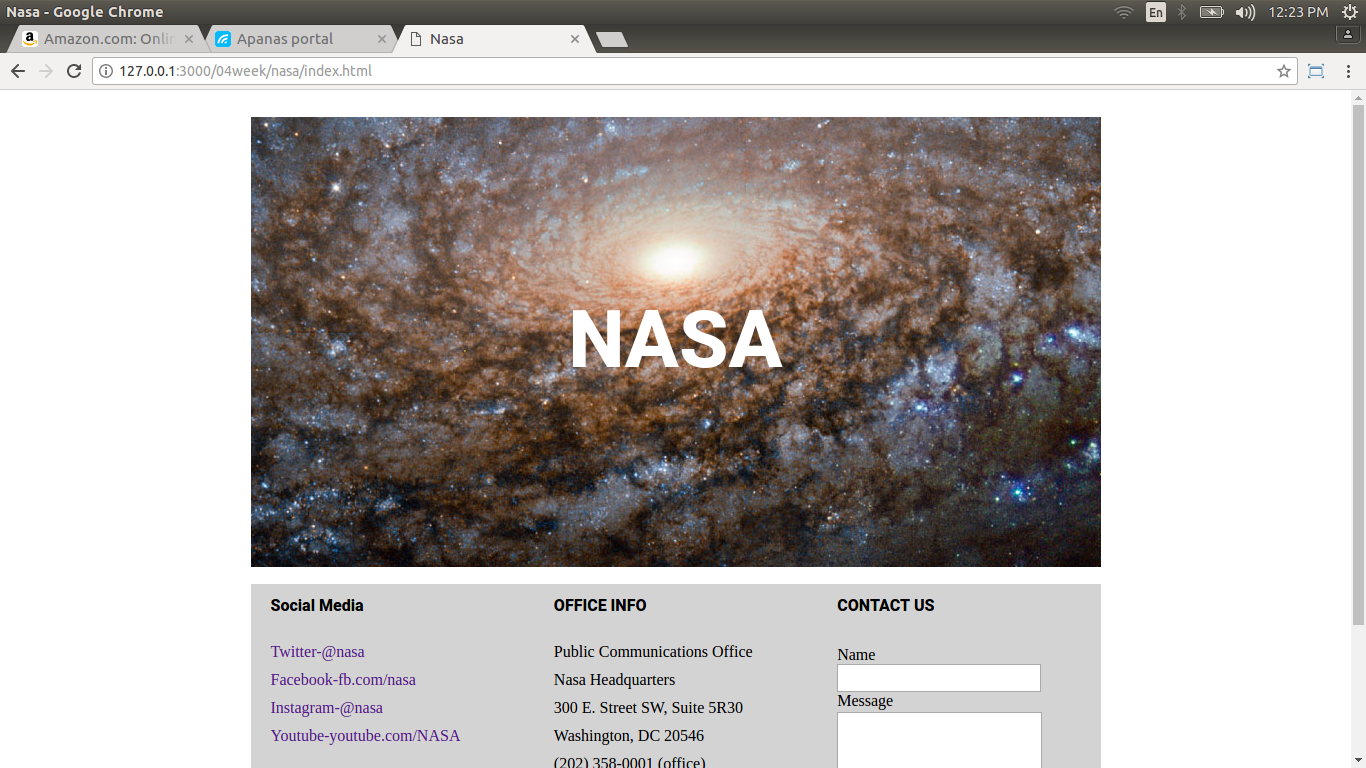 Nasa - Google Chrome
En
12:23 PM
Amazon.com: Onlin
Apanas portal
Nasa
127.0.0.1:3000/04week/nasa/index.html
NASA
Social Media
Twitter-@nasa
Facebook-fb.com/nasa
Instagram-@nasa
Youtube-youtube.com/NASA
OFFICE INFO
Public Communications Office
Nasa Headquarters
300 E. Street SW, Suite 5R30
Washington, DC 20546
(202) 358-0001 (office)
CONTACT US
Name
Message